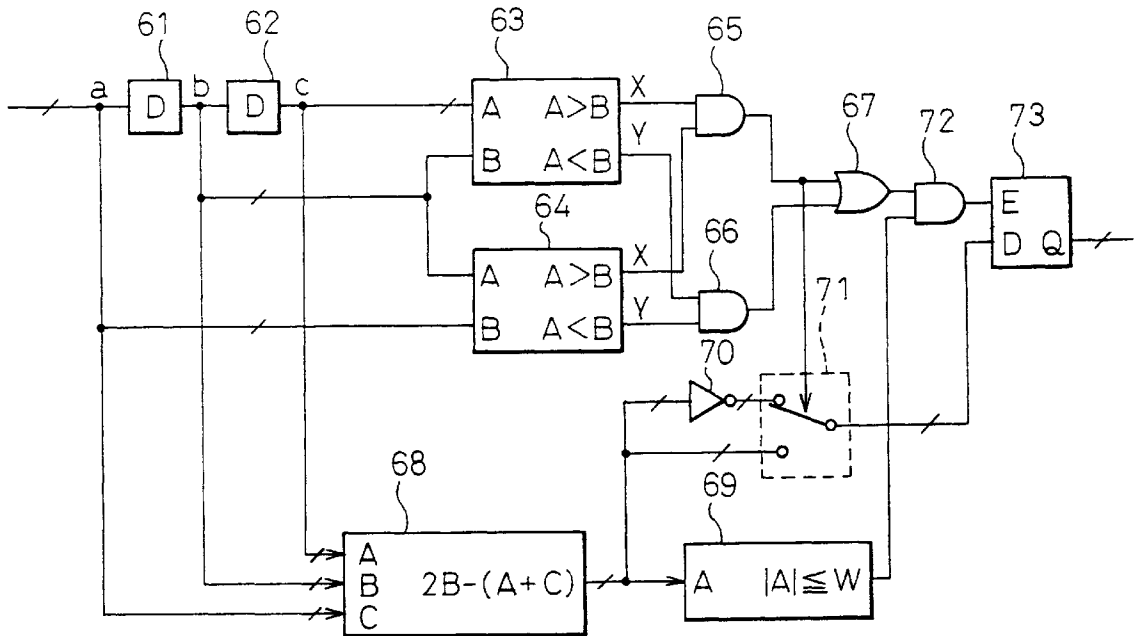 61
62
63
65
a
D
b
D
c
A
A>B
X
B
A<B
Y
67
72
73
E
D
Q
64
A
A>B
X
B
A<B
Y
66
70
71
68
A
B
C
2B-(A+C)
69
A
|A|≦W